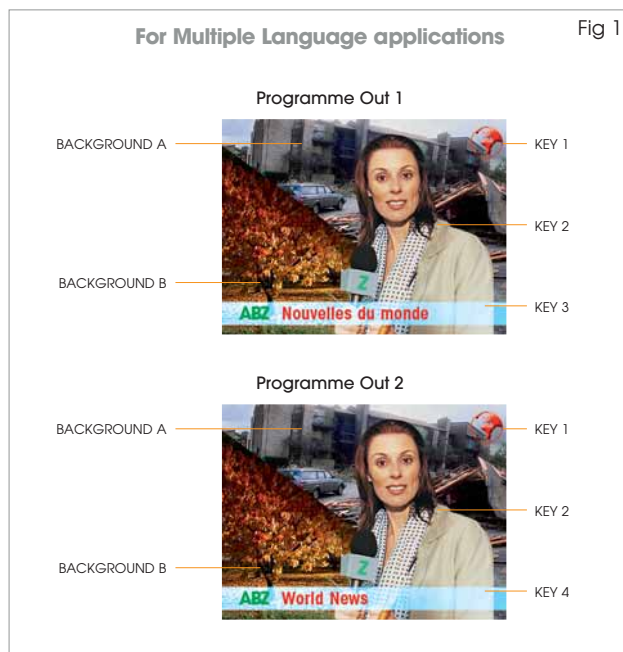 For Multiple Language applications
Fig 1
Programme Out 1
BACKGROUND A
KEY 1
KEY 2
BACKGROUND B
KEY 3
Z
ABZ Nouvelles du monde
Programme Out 2
BACKGROUND A
KEY 1
KEY 2
BACKGROUND B
KEY 4
Z
ABZ World News